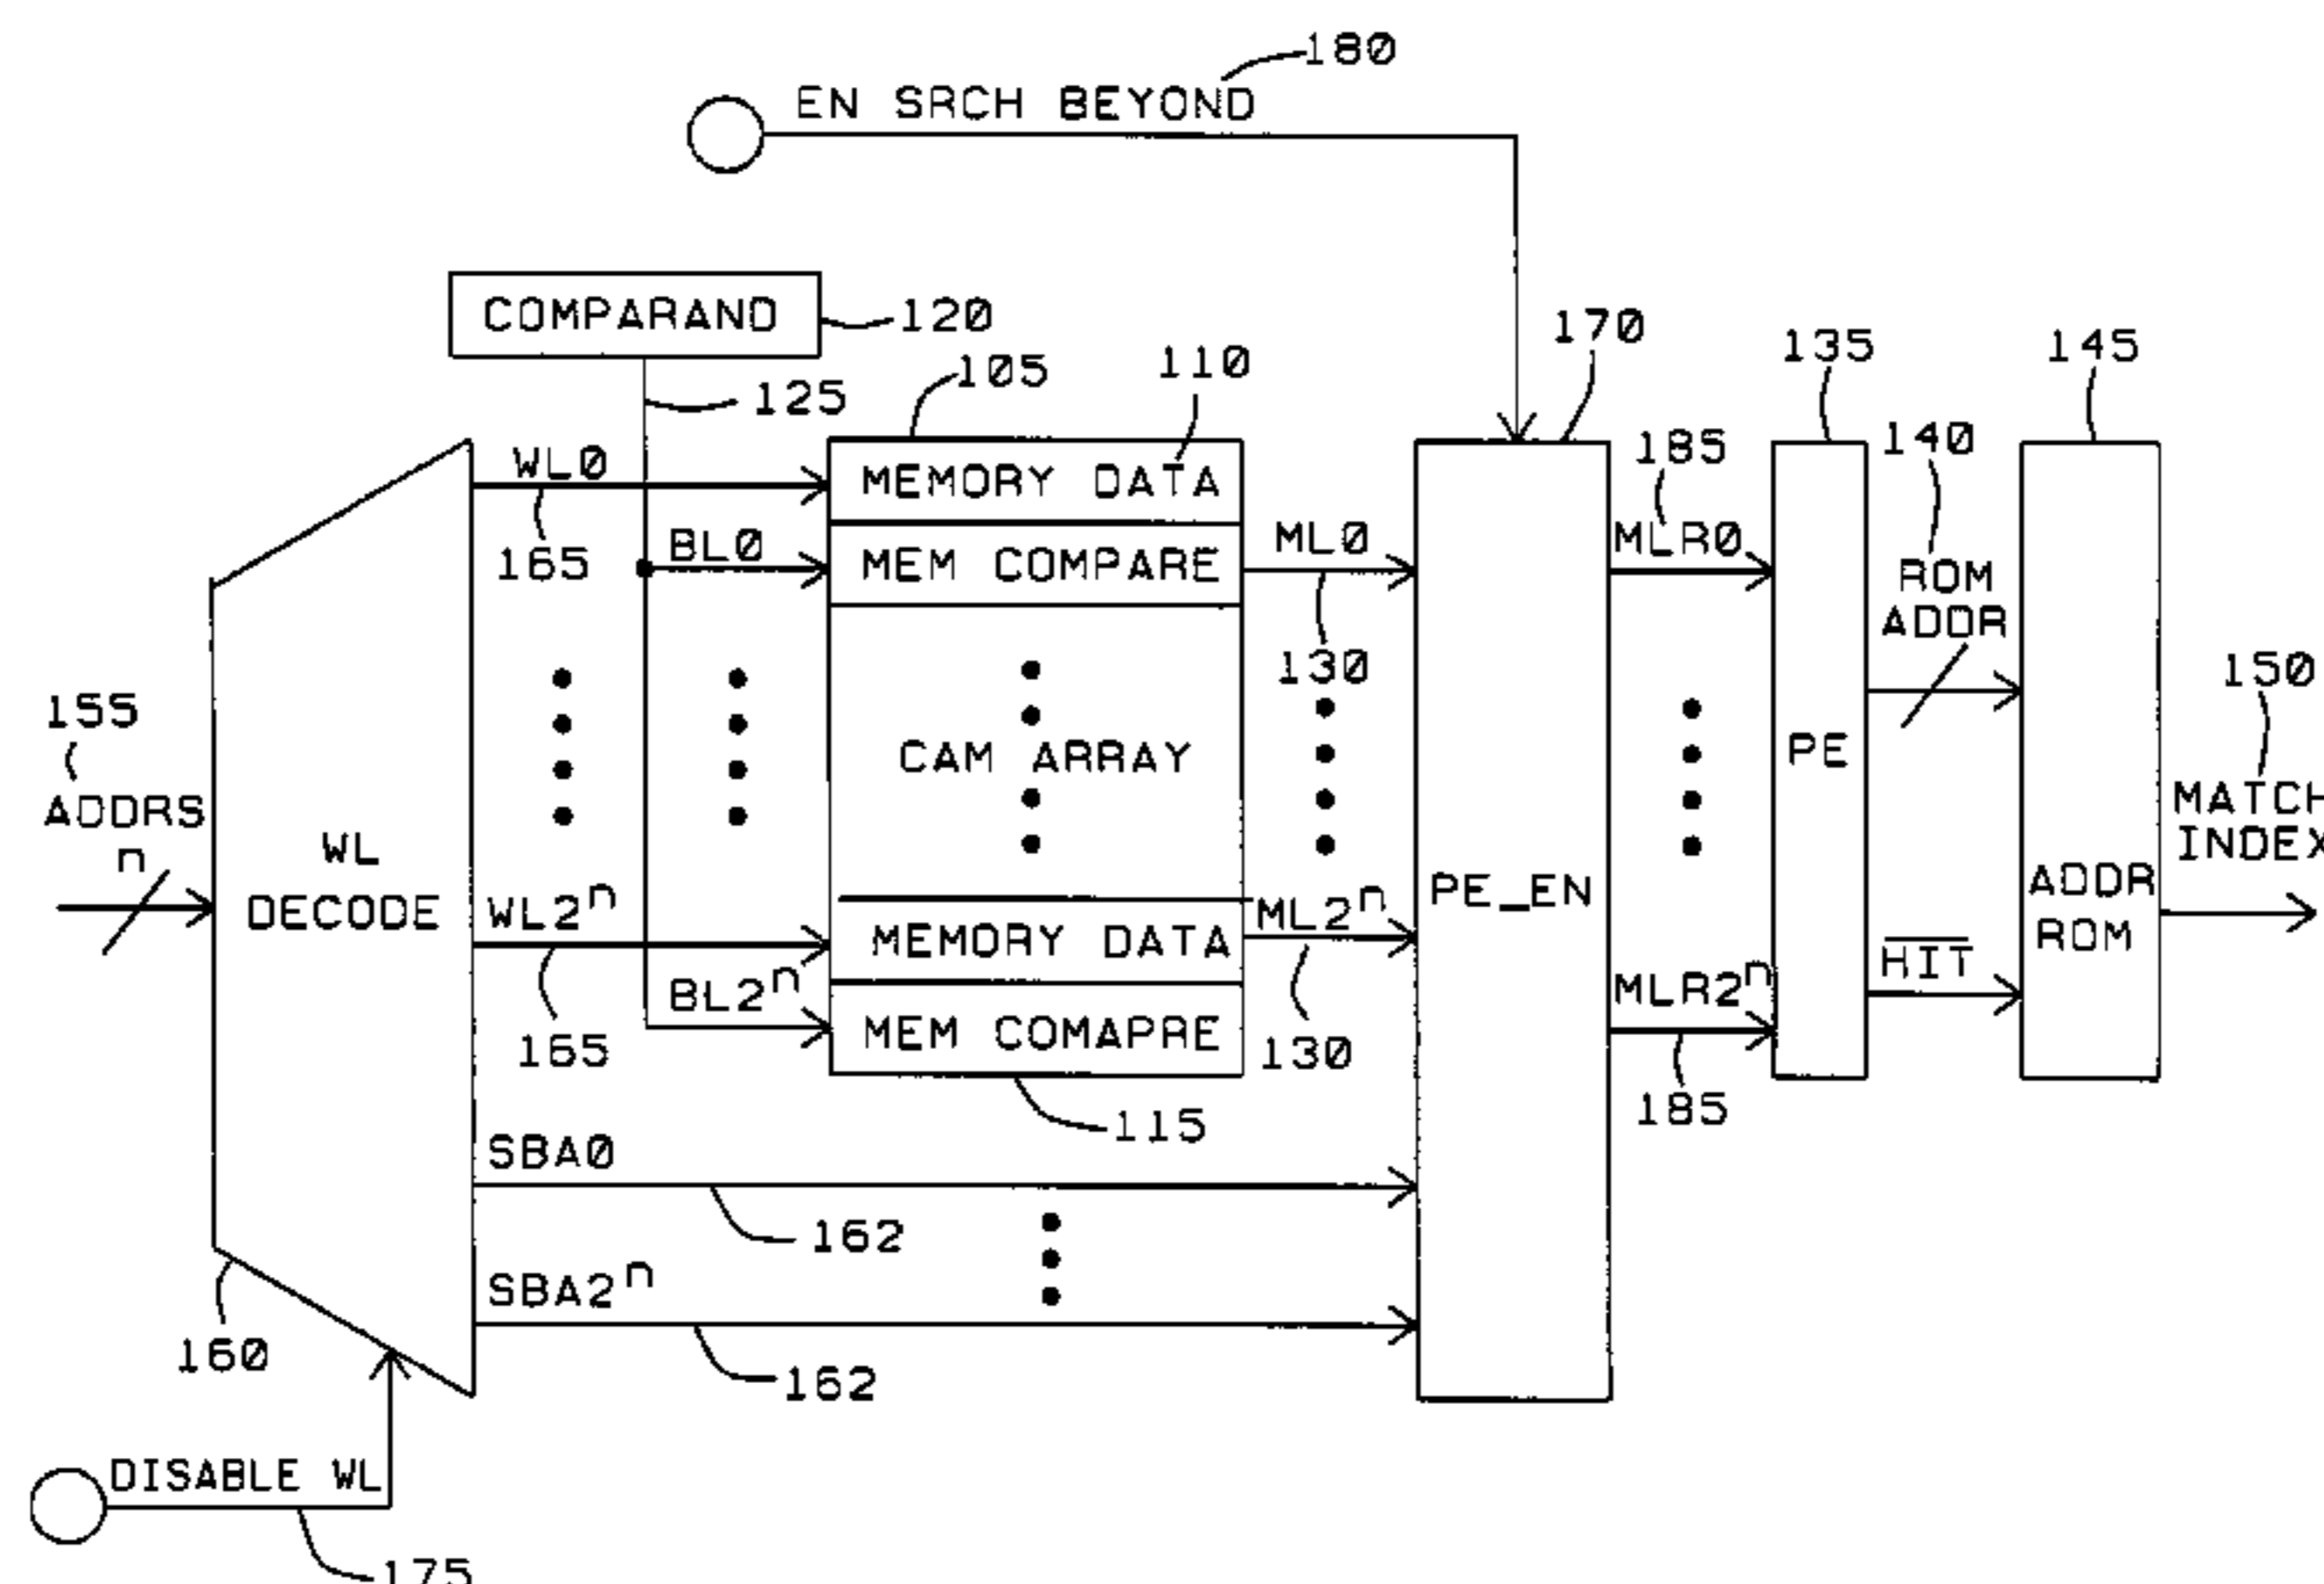 180
EN SRCH BEYOND
COMPARAND
120
170
105
110
135
145
125
140
185
WL0
MEMORY DATA
165
BL0
MEM COMPARE
ML0
MLR0
ROM
ADDR
130
150
155
CAM ARRAY
PE
MATCH
INDEX
ADDRS
n
WL
DECODE
PE_EN
ADDR
ROM
WL2ⁿ
MEMORY DATA
ML2ⁿ
HIT
BL2ⁿ
MLR2ⁿ
165
MEM COMAPRE
130
115
185
SBA0
162
SBA2ⁿ
160
162
DISABLE WL
175